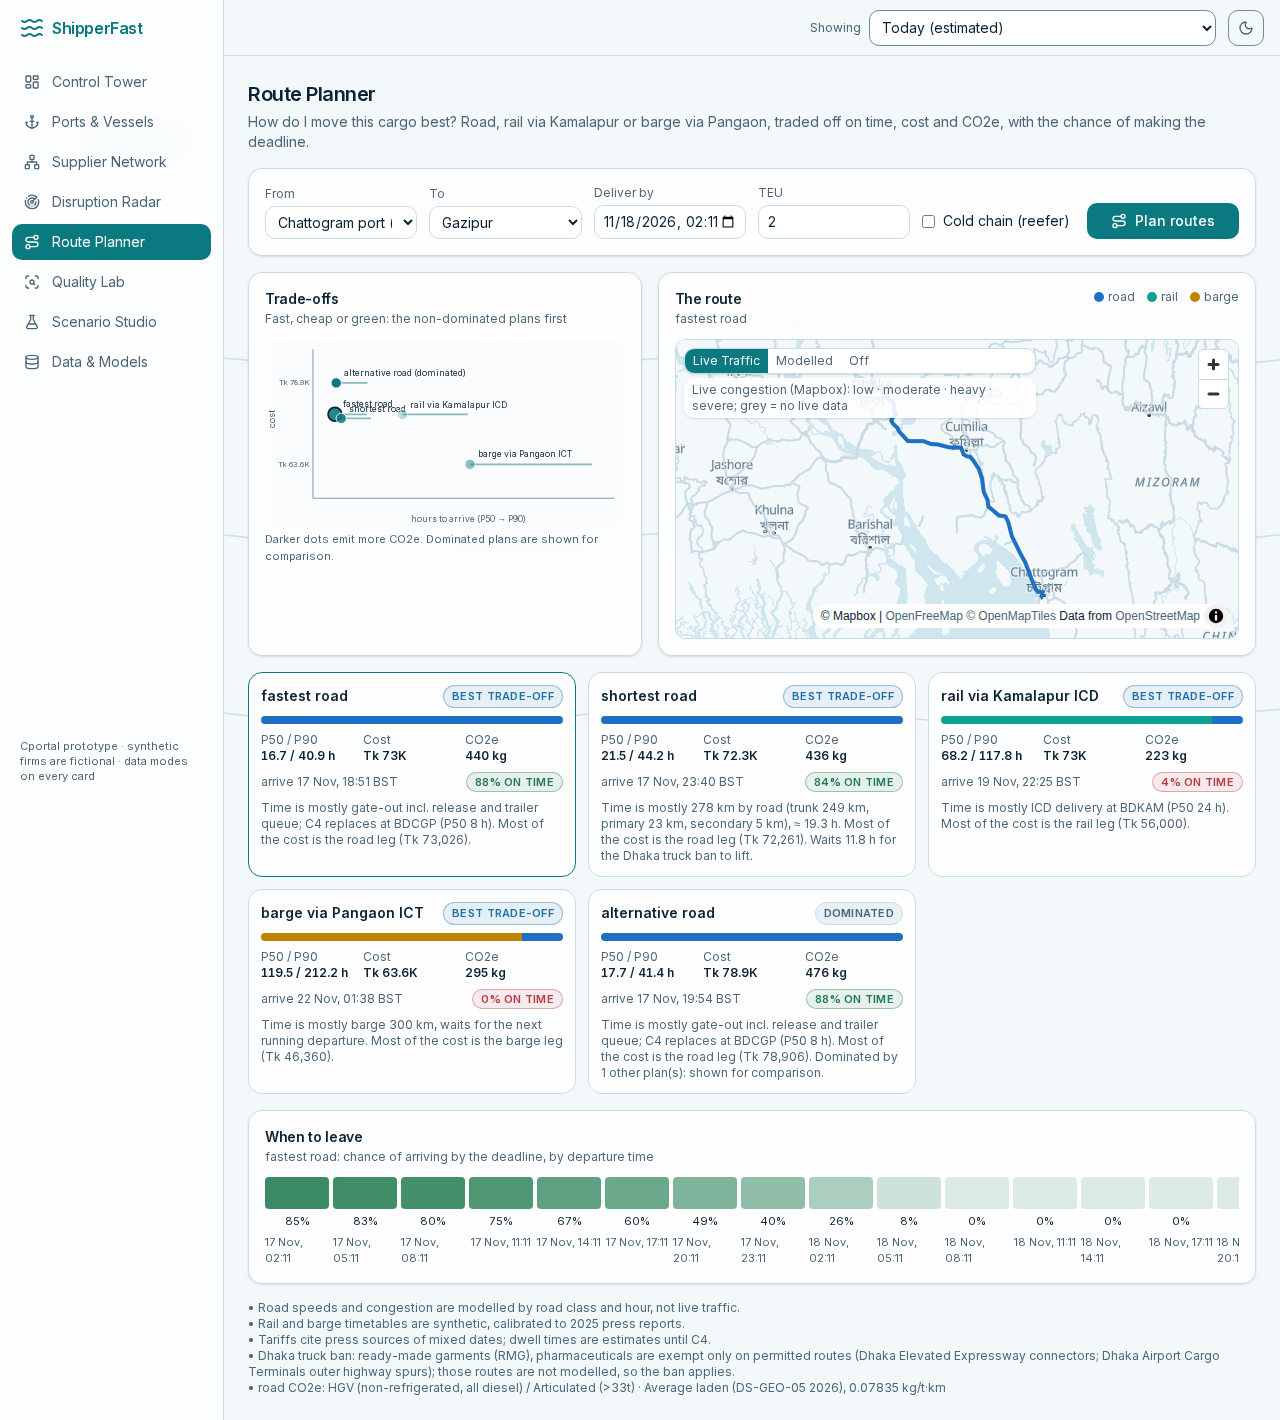 ShipperFast
Showing
Today (estimated)
Control Tower
Ports & Vessels
Supplier Network
Disruption Radar
Route Planner
Quality Lab
Scenario Studio
Data & Models
Cportal prototype · synthetic
firms are fictional · data modes
on every card
Route Planner
How do I move this cargo best? Road, rail via Kamalapur or barge via Pangaon, traded off on time, cost and CO2e, with the chance of making the
deadline.
From
To
Deliver by
TEU
Chattogram port (
Gazipur
11/18/2026, 02:11
2
Cold chain (reefer)
Plan routes
Trade-offs
Fast, cheap or green: the non-dominated plans first
alternative road (dominated)
Tk 78.9K
fastest road
shortest road
rail via Kamalapur ICD
cost
barge via Pangaon ICT
Tk 63.6K
hours to arrive (P50 → P90)
Darker dots emit more CO2e. Dominated plans are shown for
comparison.
The route
road
rail
barge
fastest road
Live Traffic
Modelled
Off
Live congestion (Mapbox): low · moderate · heavy ·
severe; grey = no live data
Aizawl
Cumilla
কুমিল্লা
ar
Jashore
যশোর
MIZORAM
Khulna
খুলনা
Barishal
বরিশাল
Chattogram
চট্টগ্রাম
© Mapbox | OpenFreeMap © OpenMapTiles Data from OpenStreetMap
CHIN
fastest road
BEST TRADE-OFF
P50 / P90
Cost
CO2e
16.7 / 40.9 h
Tk 73K
440 kg
arrive 17 Nov, 18:51 BST
88% ON TIME
Time is mostly gate-out incl. release and trailer
queue; C4 replaces at BDCGP (P50 8 h). Most of
the cost is the road leg (Tk 73,026).
shortest road
BEST TRADE-OFF
P50 / P90
Cost
CO2e
21.5 / 44.2 h
Tk 72.3K
436 kg
arrive 17 Nov, 23:40 BST
84% ON TIME
Time is mostly 278 km by road (trunk 249 km,
primary 23 km, secondary 5 km), ≈ 19.3 h. Most of
the cost is the road leg (Tk 72,261). Waits 11.8 h for
the Dhaka truck ban to lift.
rail via Kamalapur ICD
BEST TRADE-OFF
P50 / P90
Cost
CO2e
68.2 / 117.8 h
Tk 73K
223 kg
arrive 19 Nov, 22:25 BST
4% ON TIME
Time is mostly ICD delivery at BDKAM (P50 24 h).
Most of the cost is the rail leg (Tk 56,000).
barge via Pangaon ICT
BEST TRADE-OFF
P50 / P90
Cost
CO2e
119.5 / 212.2 h
Tk 63.6K
295 kg
arrive 22 Nov, 01:38 BST
0% ON TIME
Time is mostly barge 300 km, waits for the next
running departure. Most of the cost is the barge leg
(Tk 46,360).
alternative road
DOMINATED
P50 / P90
Cost
CO2e
17.7 / 41.4 h
Tk 78.9K
476 kg
arrive 17 Nov, 19:54 BST
88% ON TIME
Time is mostly gate-out incl. release and trailer
queue; C4 replaces at BDCGP (P50 8 h). Most of
the cost is the road leg (Tk 78,906). Dominated by
1 other plan(s): shown for comparison.
When to leave
fastest road: chance of arriving by the deadline, by departure time
85% 83% 80% 75% 67% 60% 49% 40% 26% 8% 0% 0% 0% 0%
17 Nov, 17 Nov, 17 Nov, 17 Nov, 11:11 17 Nov, 14:11 17 Nov, 17:11 17 Nov, 17 Nov, 18 Nov, 18 Nov, 18 Nov, 18 Nov, 11:11 18 Nov, 18 Nov, 17:11 18 N
02:11 05:11 08:11 20:11 23:11 02:11 05:11 08:11 14:11 20:1
• Road speeds and congestion are modelled by road class and hour, not live traffic.
• Rail and barge timetables are synthetic, calibrated to 2025 press reports.
• Tariffs cite press sources of mixed dates; dwell times are estimates until C4.
• Dhaka truck ban: ready-made garments (RMG), pharmaceuticals are exempt only on permitted routes (Dhaka Elevated Expressway connectors; Dhaka Airport Cargo
Terminals outer highway spurs); those routes are not modelled, so the ban applies.
• road CO2e: HGV (non-refrigerated, all diesel) / Articulated (>33t) · Average laden (DS-GEO-05 2026), 0.07835 kg/t·km